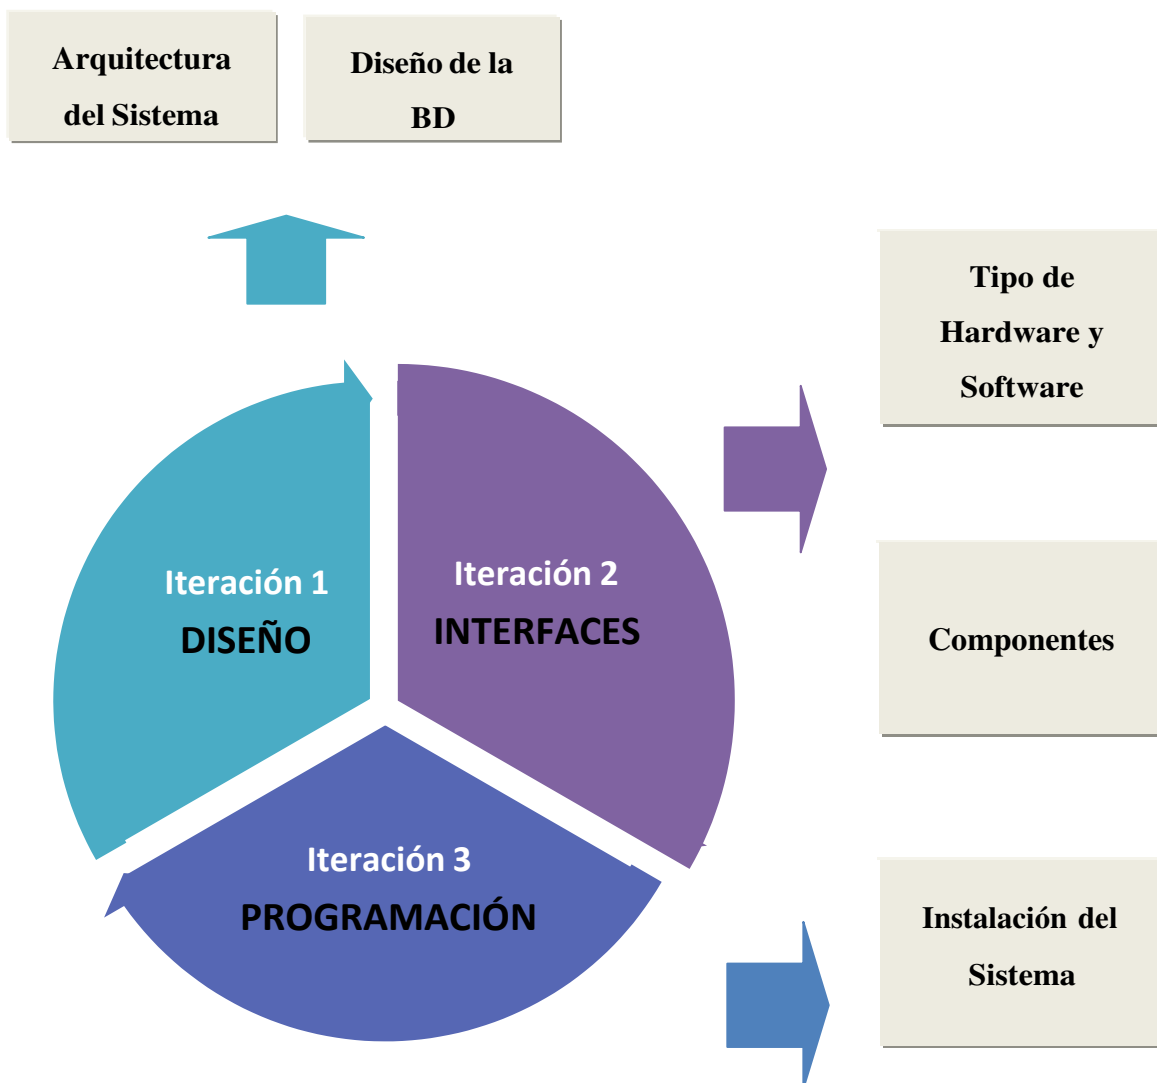 Arquitectura
del Sistema
Diseño de la
BD
Tipo de
Hardware y
Software
Iteración 1
DISEÑO
Iteración 2
INTERFACES
Componentes
Iteración 3
PROGRAMACIÓN
Instalación del
Sistema